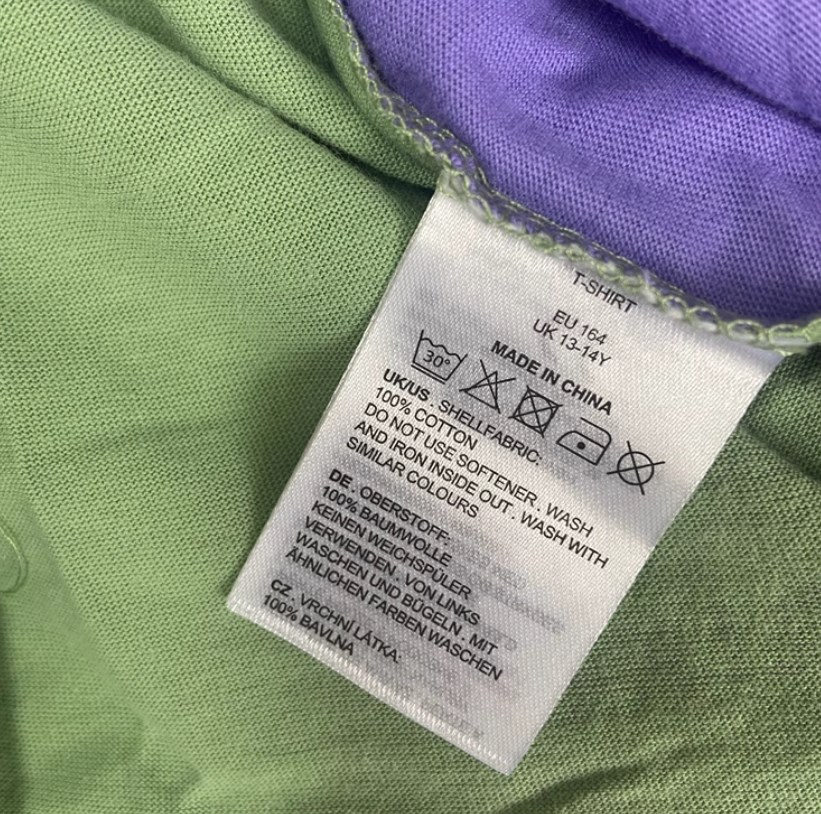 T-SHIRT
EU 164
UK 13-14Y
MADE IN CHINA
30°
UK/US . SHELLFABRIC:
100% COTTON
DO NOT USE SOFTENER . WASH
AND IRON INSIDE OUT . WASH WITH
SIMILAR COLOURS
DE . OBERSTOFF:
100% BAUMWOLLE
KEINEN WEICHSPÜLER
VERWENDEN . VON LINKS
WASCHEN UND BÜGELN . MIT
ÄHNLICHEN FARBEN WASCHEN
CZ . VRCHNÍ LÁTKA:
100% BAVLNA